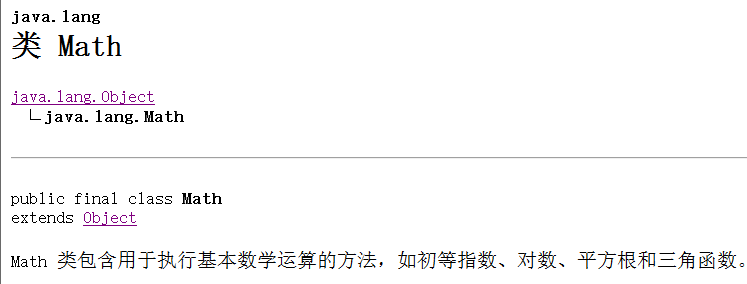 java.lang
类 Math
java.lang.Object
java.lang.Math
public final class Math
extends Object
Math 类包含用于执行基本数学运算的方法，如初等指数、对数、平方根和三角函数。